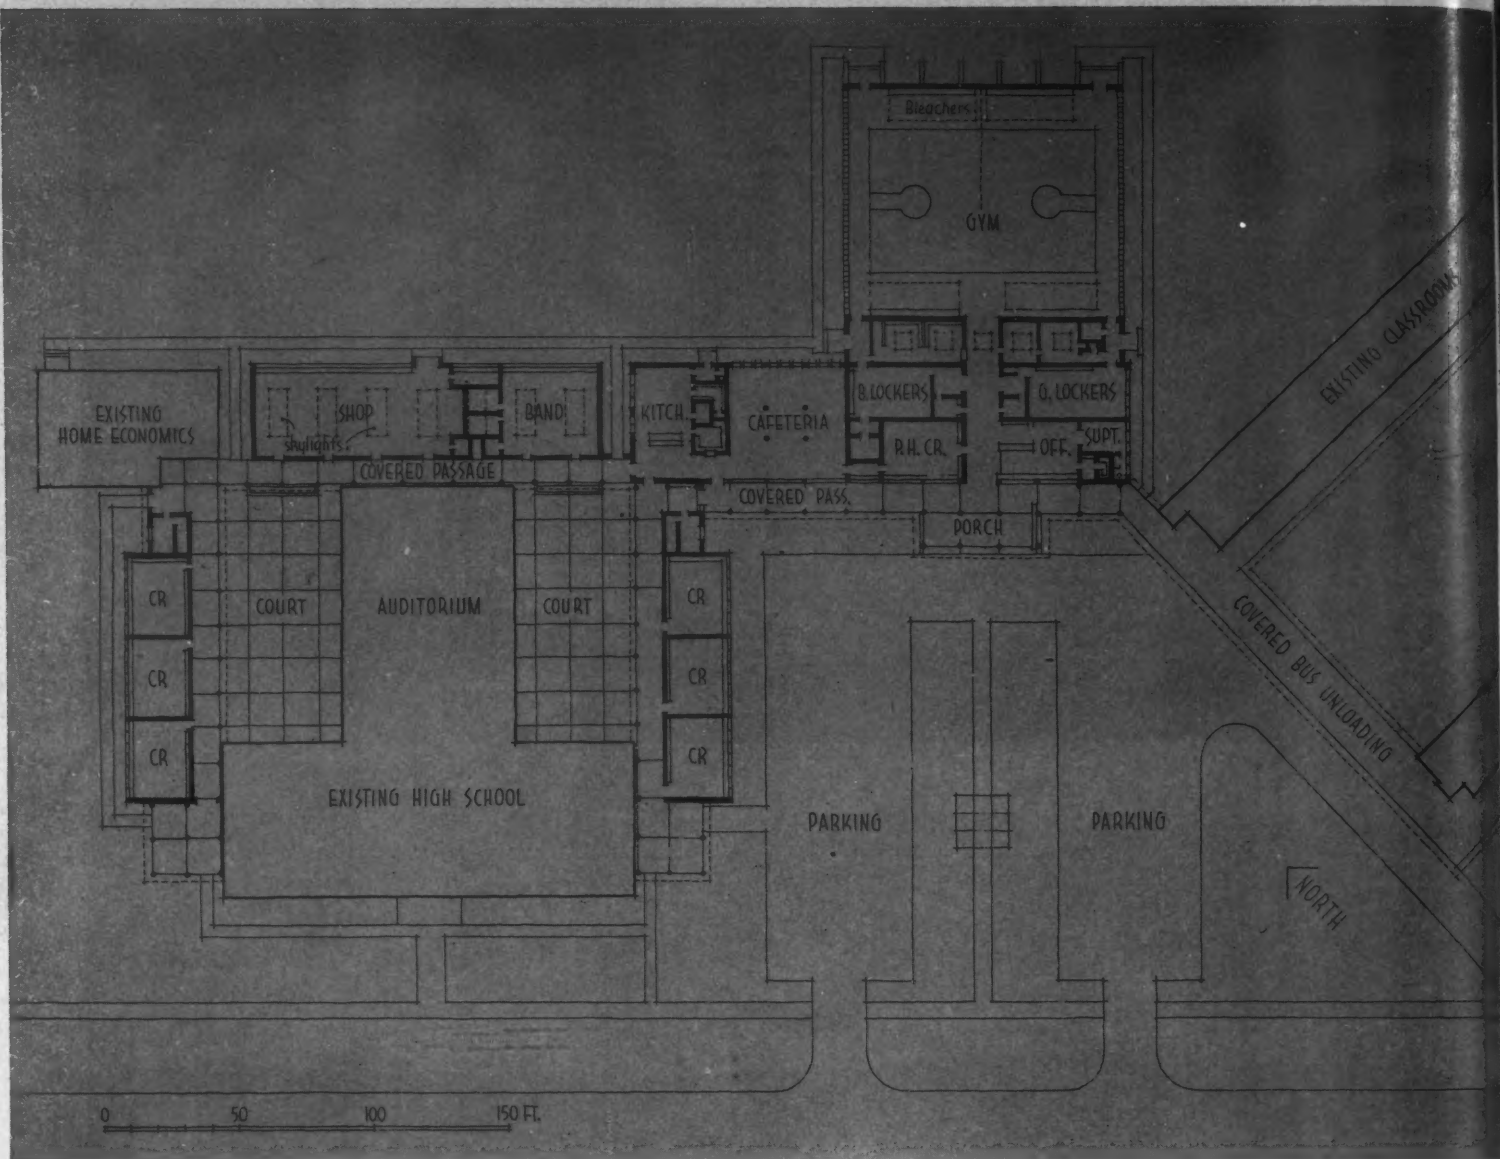 Bleachers
GYM
EXISTING CLASSROOMS
EXISTING
HOME ECONOMICS
SHOP
skylights
BAND
KITCH.
CAFETERIA
B. LOCKERS
G. LOCKERS
P.H. CR.
OFF.
SUPT.
COVERED PASSAGE
COVERED PASS.
PORCH
CR
COURT
AUDITORIUM
COURT
CR
CR
CR
CR
CR
COVERED BUS UNLOADING
EXISTING HIGH SCHOOL
PARKING
PARKING
NORTH
0 50 100 150 FT.